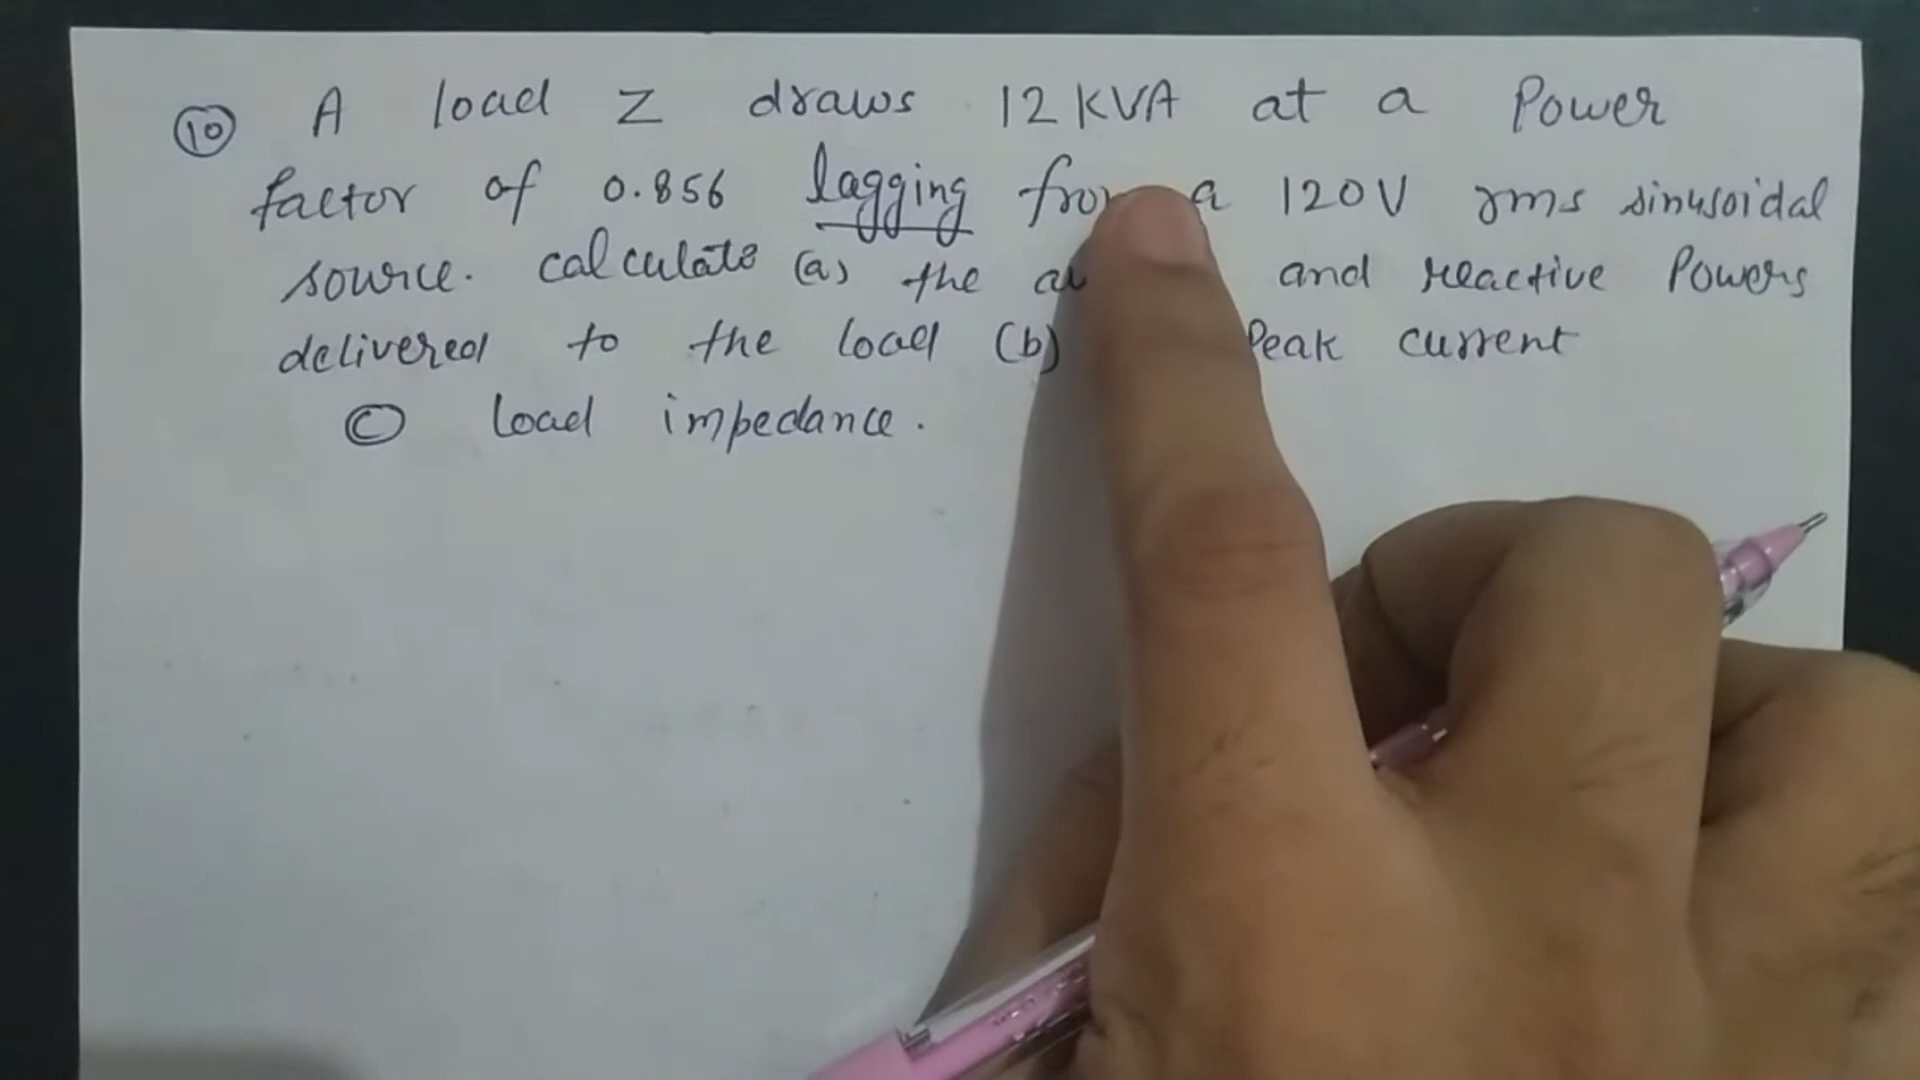 10 A load Z draws 12 KVA at a Power
factor of 0.856 lagging a 120V rms sinusoidal
source. calculate (a) the and reactive Powers
delivered to the load (b) Peak current
C load impedance.